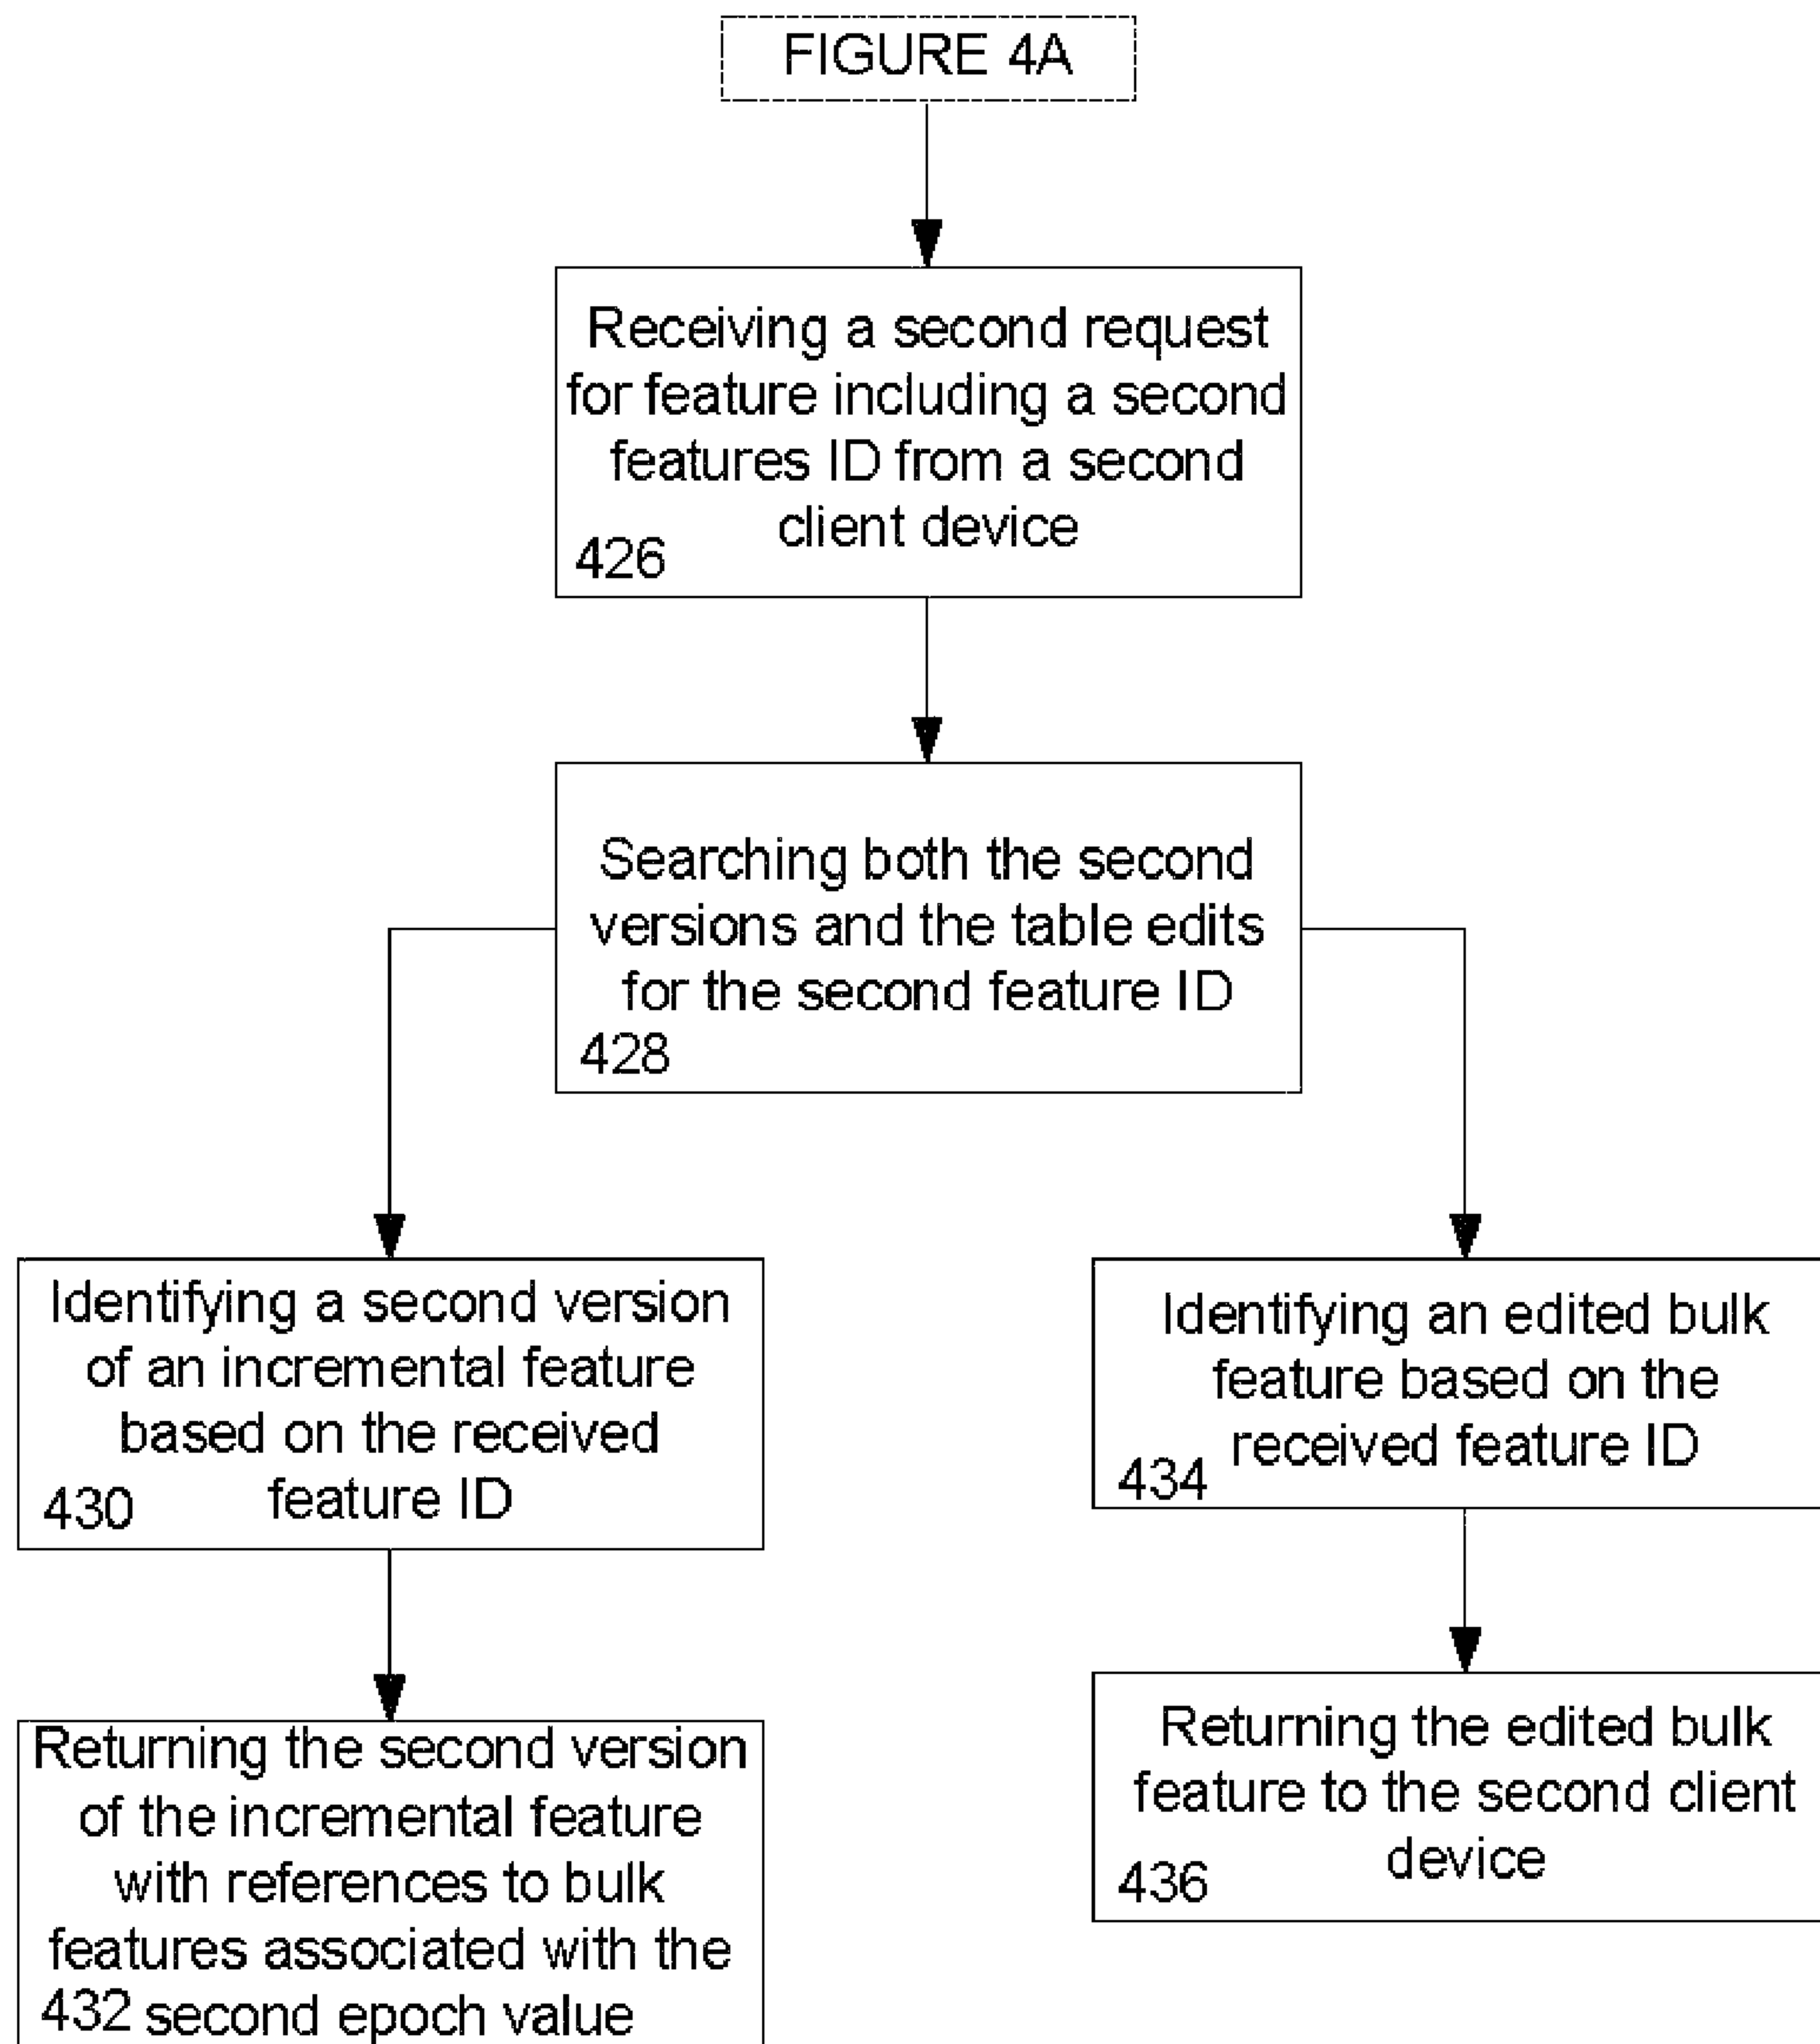 FIGURE 4A
Receiving a second request
for feature including a second
features ID from a second
client device
426
Searching both the second
versions and the table edits
for the second feature ID
428
Identifying a second version
of an incremental feature
based on the received
feature ID
430
Returning the second version
of the incremental feature
with references to bulk
features associated with the
432 second epoch value
Identifying an edited bulk
feature based on the
received feature ID
434
Returning the edited bulk
feature to the second client
device
436